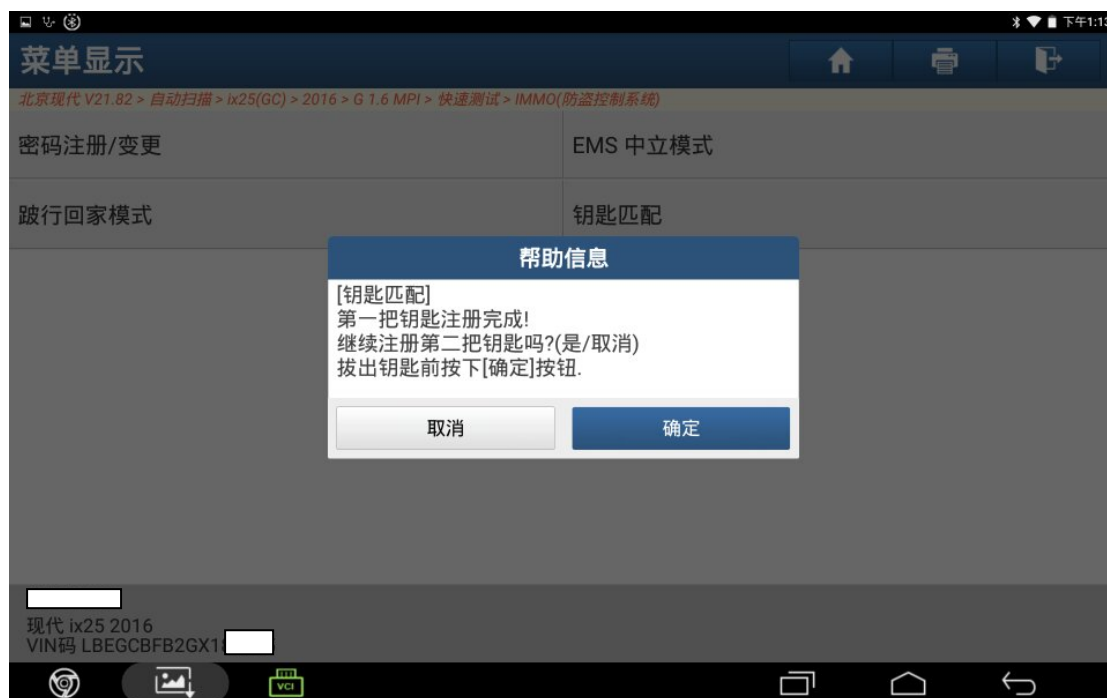 下午1:13
菜单显示
北京现代 V21.82 > 自动扫描 > ix25(GC) > 2016 > G 1.6 MPI > 快速测试 > IMMO(防盗控制系统)
密码注册/变更
EMS 中立模式
跛行回家模式
钥匙匹配
帮助信息
[钥匙匹配]
第一把钥匙注册完成!
继续注册第二把钥匙吗?(是/取消)
拔出钥匙前按下[确定]按钮.
取消
确定
现代 ix25 2016
VIN码 LBEGCBFB2GX1
VCI